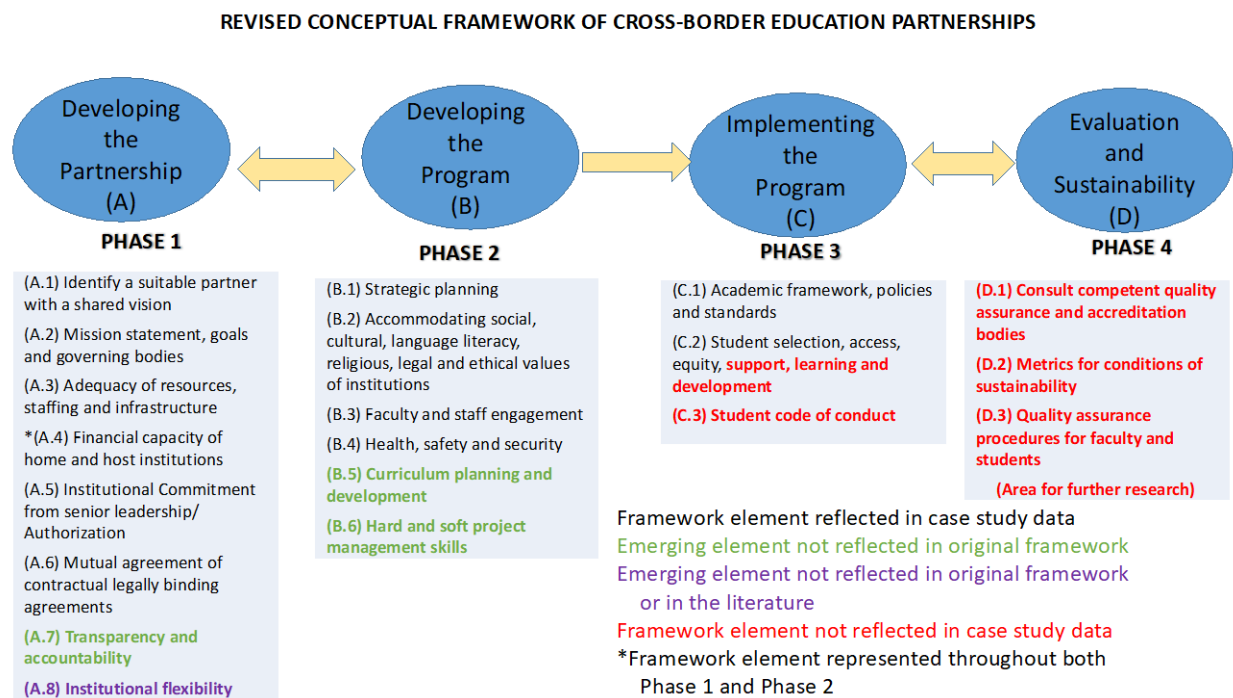 REVISED CONCEPTUAL FRAMEWORK OF CROSS-BORDER EDUCATION PARTNERSHIPS
Developing
the
Partnership
(A)
PHASE 1
(A.1) Identify a suitable partner
with a shared vision
(A.2) Mission statement, goals
and governing bodies
(A.3) Adequacy of resources,
staffing and infrastructure
*(A.4) Financial capacity of
home and host institutions
(A.5) Institutional Commitment
from senior leadership/
Authorization
(A.6) Mutual agreement of
contractual legally binding
agreements
(A.7) Transparency and
accountability
(A.8) Institutional flexibility
Developing
the
Program
(B)
PHASE 2
(B.1) Strategic planning
(B.2) Accommodating social,
cultural, language literacy,
religious, legal and ethical values
of institutions
(B.3) Faculty and staff engagement
(B.4) Health, safety and security
(B.5) Curriculum planning and
development
(B.6) Hard and soft project
management skills
Implementing
the
Program
(C)
PHASE 3
(C.1) Academic framework, policies
and standards
(C.2) Student selection, access,
equity, support, learning and
development
(C.3) Student code of conduct
Evaluation
and
Sustainability
(D)
PHASE 4
(D.1) Consult competent quality
assurance and accreditation
bodies
(D.2) Metrics for conditions of
sustainability
(D.3) Quality assurance
procedures for faculty and
students
(Area for further research)
Framework element reflected in case study data
Emerging element not reflected in original framework
Emerging element not reflected in original framework
or in the literature
Framework element not reflected in case study data
*Framework element represented throughout both
Phase 1 and Phase 2